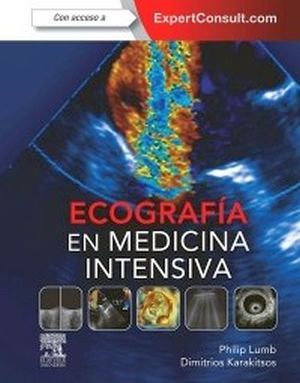 Con acceso a
ExpertConsult.com
ECOGRAFÍA
EN MEDICINA
INTENSIVA
Philip Lumb
Dimitrios Karakitsos